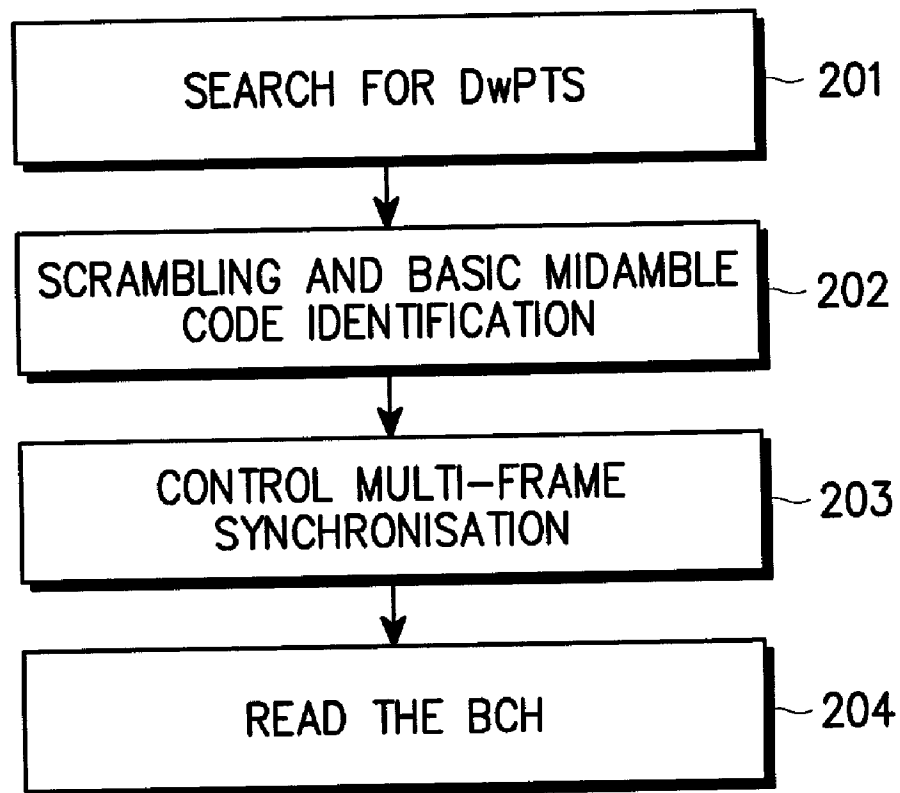 SEARCH FOR DwPTS
201
SCRAMBLING AND BASIC MIDAMBLE
CODE IDENTIFICATION
202
CONTROL MULTI-FRAME
SYNCHRONISATION
203
READ THE BCH
204